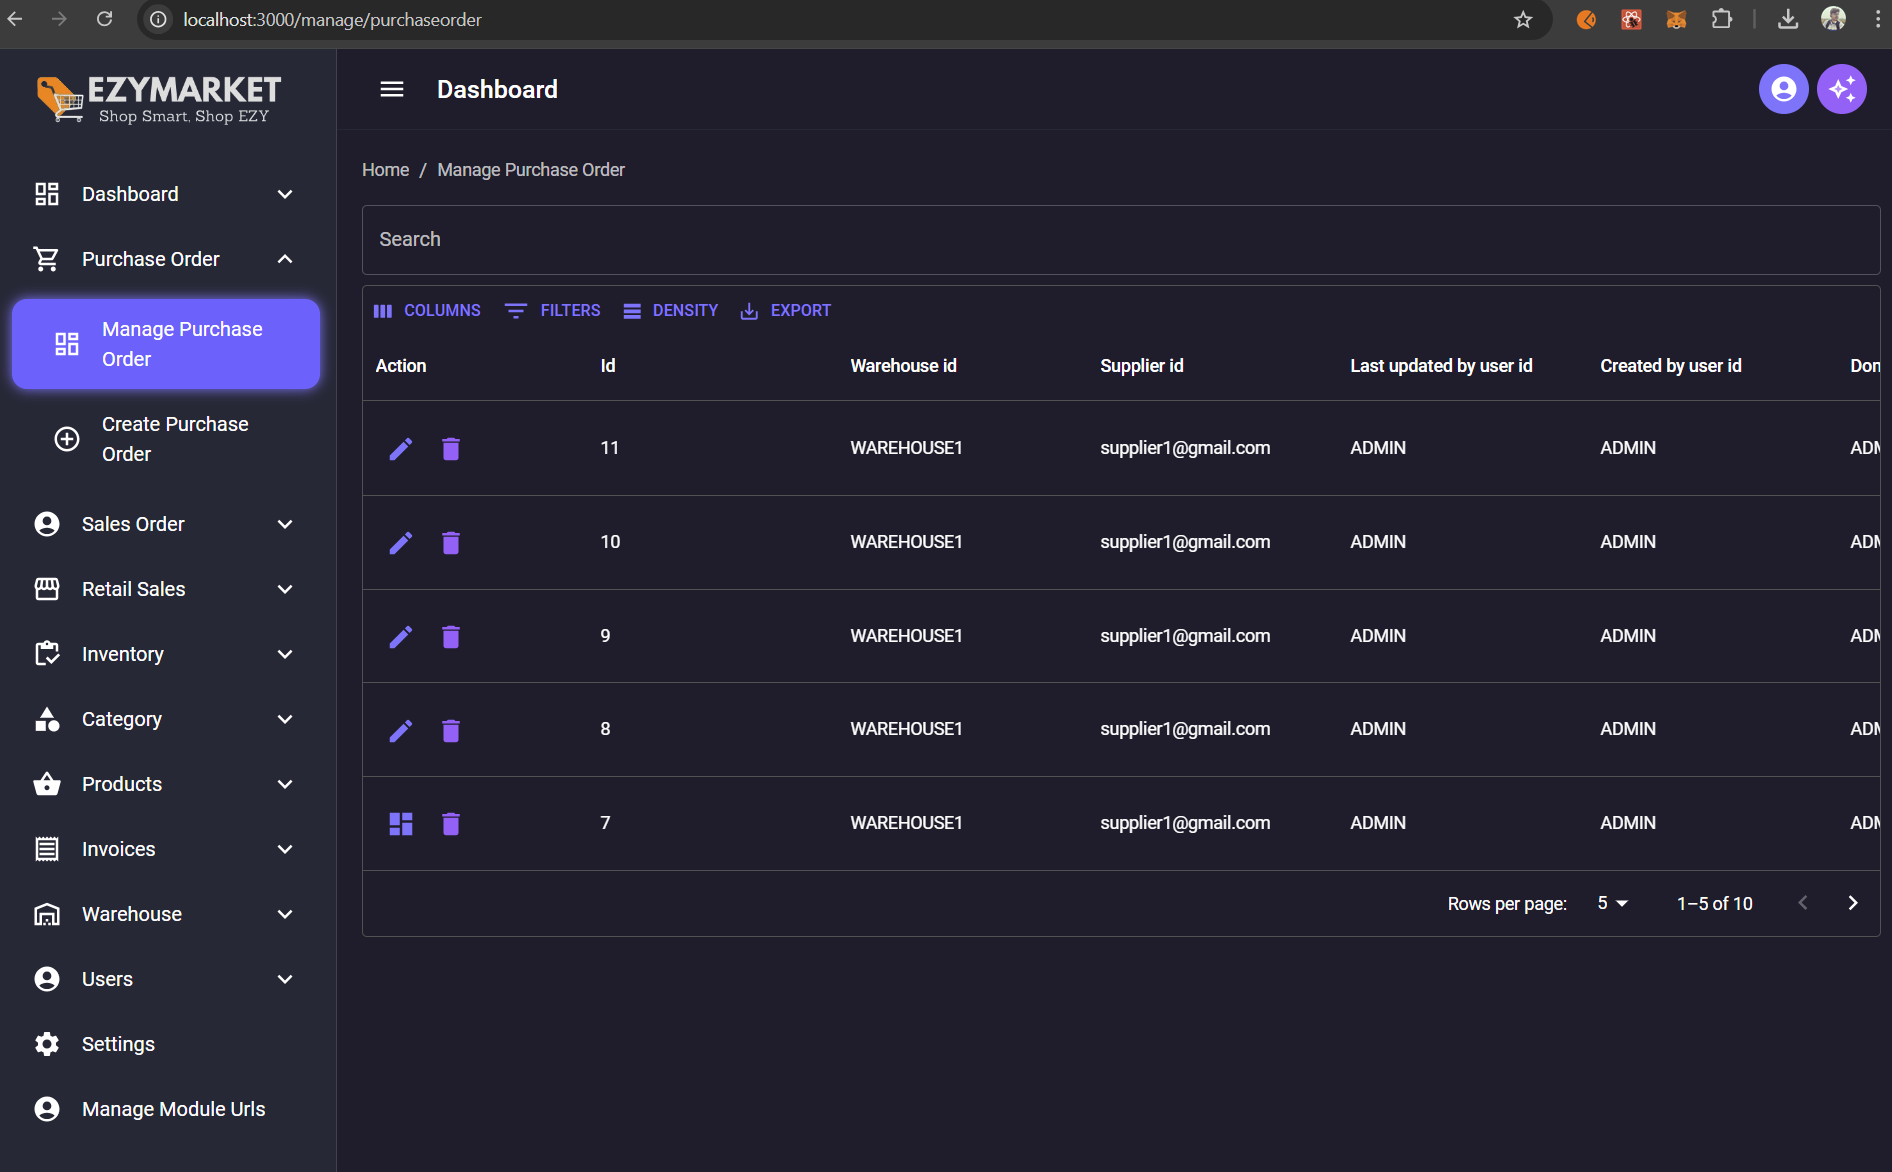 localhost:3000/manage/purchaseorder
EZYMARKET
Shop Smart, Shop EZY
Dashboard
Purchase Order
Manage Purchase
Order
Create Purchase
Order
Sales Order
Retail Sales
Inventory
Category
Products
Invoices
Warehouse
Users
Settings
Manage Module Urls
Dashboard
Home / Manage Purchase Order
Search
COLUMNS FILTERS DENSITY EXPORT
Action Id Warehouse id Supplier id Last updated by user id Created by user id Don
11 WAREHOUSE1 supplier1@gmail.com ADMIN ADMIN ADM
10 WAREHOUSE1 supplier1@gmail.com ADMIN ADMIN ADM
9 WAREHOUSE1 supplier1@gmail.com ADMIN ADMIN ADM
8 WAREHOUSE1 supplier1@gmail.com ADMIN ADMIN ADM
7 WAREHOUSE1 supplier1@gmail.com ADMIN ADMIN ADM
Rows per page: 5 1–5 of 10